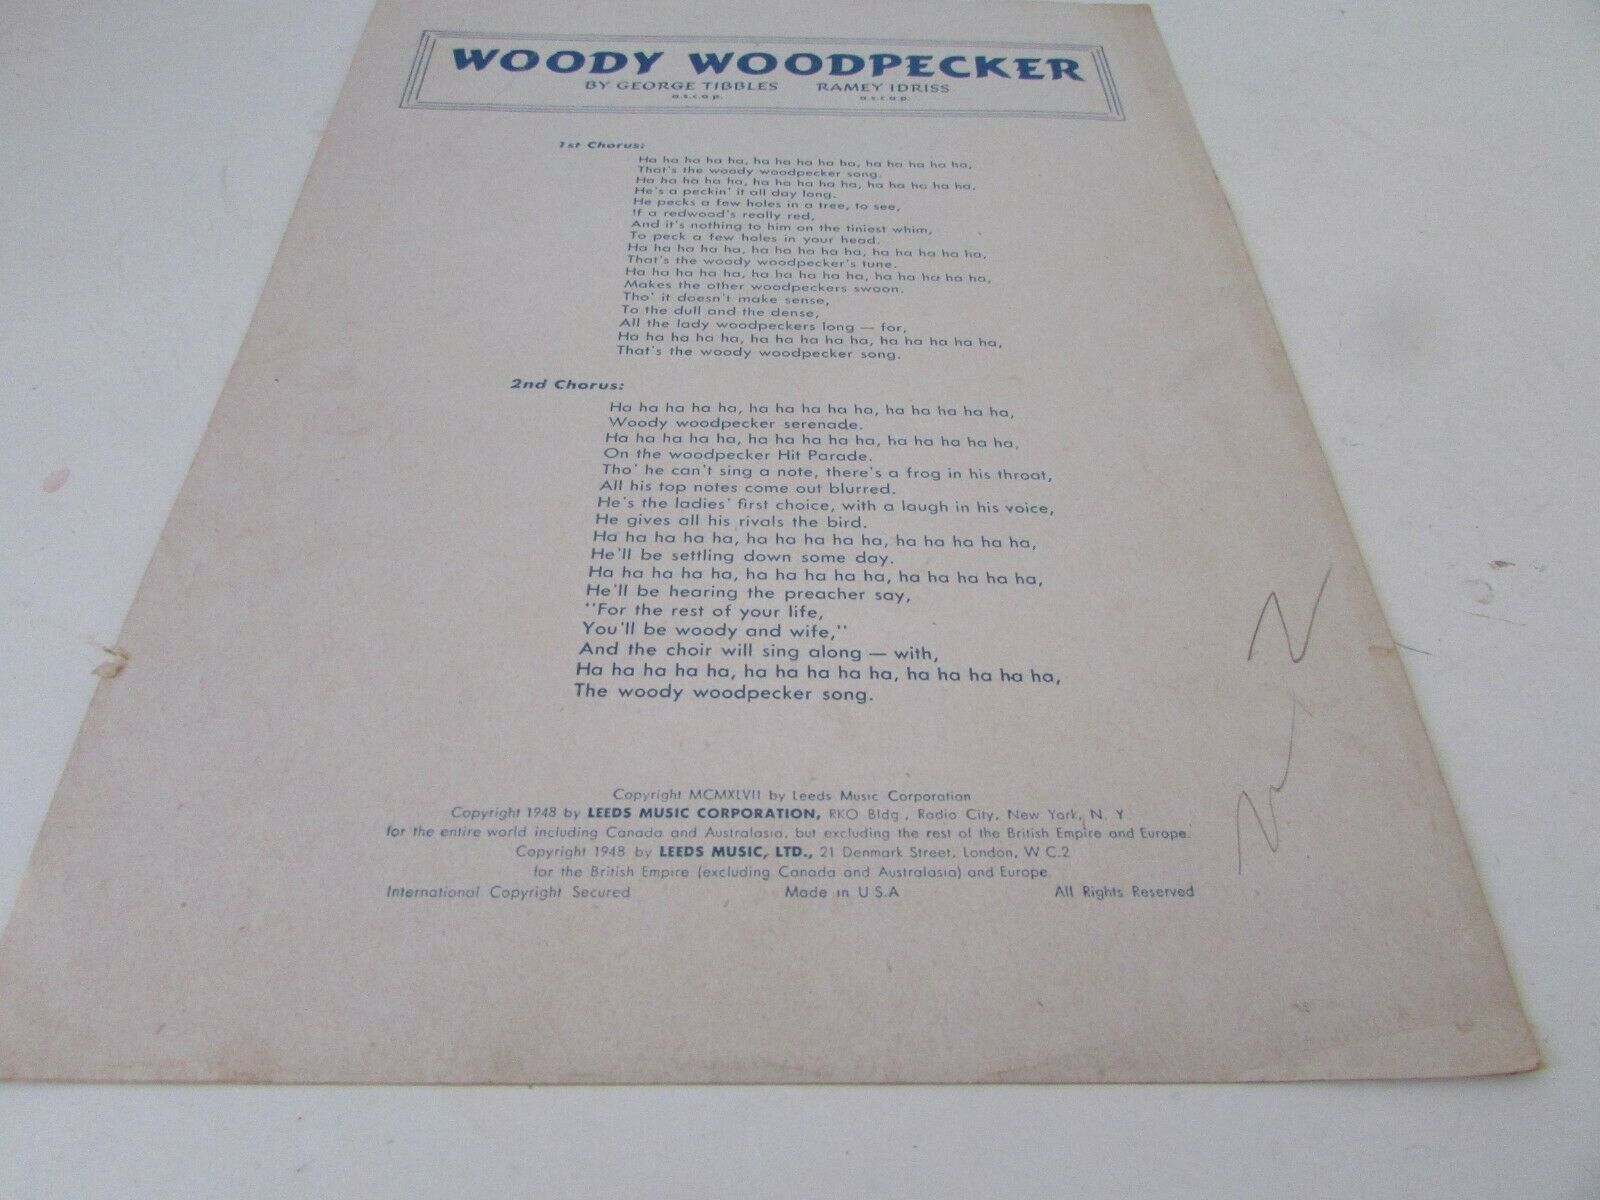 WOODY WOODPECKER
BY GEORGE TIBBLES RAMEY IDRISS
a.s.c.a.p. a.s.c.a.p.
1st Chorus:
Ha ha ha ha ha, ha ha ha ha ha, ha ha ha ha ha,
That's the woody woodpecker song.
Ha ha ha ha ha, ha ha ha ha ha, ha ha ha ha ha,
He's a peckin' it all day long.
He pecks a few holes in a tree, to see,
If a redwood's really red,
And it's nothing to him on the tiniest whim,
To peck a few holes in your head.
Ha ha ha ha ha, ha ha ha ha ha, ha ha ha ha ha,
That's the woody woodpecker's tune.
Ha ha ha ha ha, ha ha ha ha ha, ha ha ha ha ha,
Makes the other woodpeckers swoon.
Tho' it doesn't make sense,
To the dull and the dense,
All the lady woodpeckers long — for,
Ha ha ha ha ha, ha ha ha ha ha, ha ha ha ha ha,
That's the woody woodpecker song.
2nd Chorus:
Ha ha ha ha ha, ha ha ha ha ha, ha ha ha ha ha,
Woody woodpecker serenade.
Ha ha ha ha ha, ha ha ha ha ha, ha ha ha ha ha,
On the woodpecker Hit Parade.
Tho' he can't sing a note, there's a frog in his throat,
All his top notes come out blurred.
He's the ladies' first choice, with a laugh in his voice,
He gives all his rivals the bird.
Ha ha ha ha ha, ha ha ha ha ha, ha ha ha ha ha,
He'll be settling down some day.
Ha ha ha ha ha, ha ha ha ha ha, ha ha ha ha ha,
He'll be hearing the preacher say,
"For the rest of your life,
You'll be woody and wife,"
And the choir will sing along — with,
Ha ha ha ha ha, ha ha ha ha ha, ha ha ha ha ha,
The woody woodpecker song.
Copyright MCMXLVII by Leeds Music Corporation
Copyright 1948 by LEEDS MUSIC CORPORATION, RKO Bldg., Radio City, New York, N. Y
for the entire world including Canada and Australasia, but excluding the rest of the British Empire and Europe.
Copyright 1948 by LEEDS MUSIC, LTD., 21 Denmark Street, London, W C.2
for the British Empire (excluding Canada and Australasia) and Europe
International Copyright Secured Made in U S.A All Rights Reserved